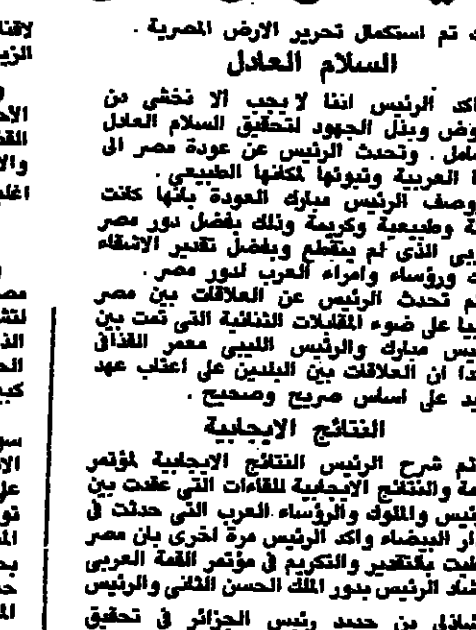 تم استكمال تحرير الارض المصرية .
السلام العادل
اكد الرئيس اننا لا يجب الا نخشى من
وبذل الجهود لتحقيق السلام العادل
وتحدث الرئيس عن عودة مصر الى
العربية وتبوئها لمكانها الطبيعى .
وصف الرئيس مبارك العودة بانها كانت
وطبيعية وكريمة وذلك بفضل دور مصر
الذى لم ينقطع وبفضل تقدير الاشقاء
ورؤساء وامراء العرب لدور مصر .
تحدث الرئيس عن العلاقات بين مصر
على ضوء المقابلات الثنائية التى تمت بين
مبارك والرئيس الليبى معمر القذافى
ان العلاقات بين البلدين على اعتاب عهد
على اساس صريح وصحيح .
النتائج الايجابية
تم شرح الرئيس النتائج الايجابية لمؤتمر
والنتائج الايجابية للقاءات التى عقدت بين
والملوك والرؤساء العرب التى حدثت فى
البيضاء واكد الرئيس مرة اخرى بان مصر
بالتقدير والتكريم فى مؤتمر القمة العربى
الرئيس بدور الملك الحسن الثانى والرئيس
بن جديد رئيس الجزائر فى تحقيق